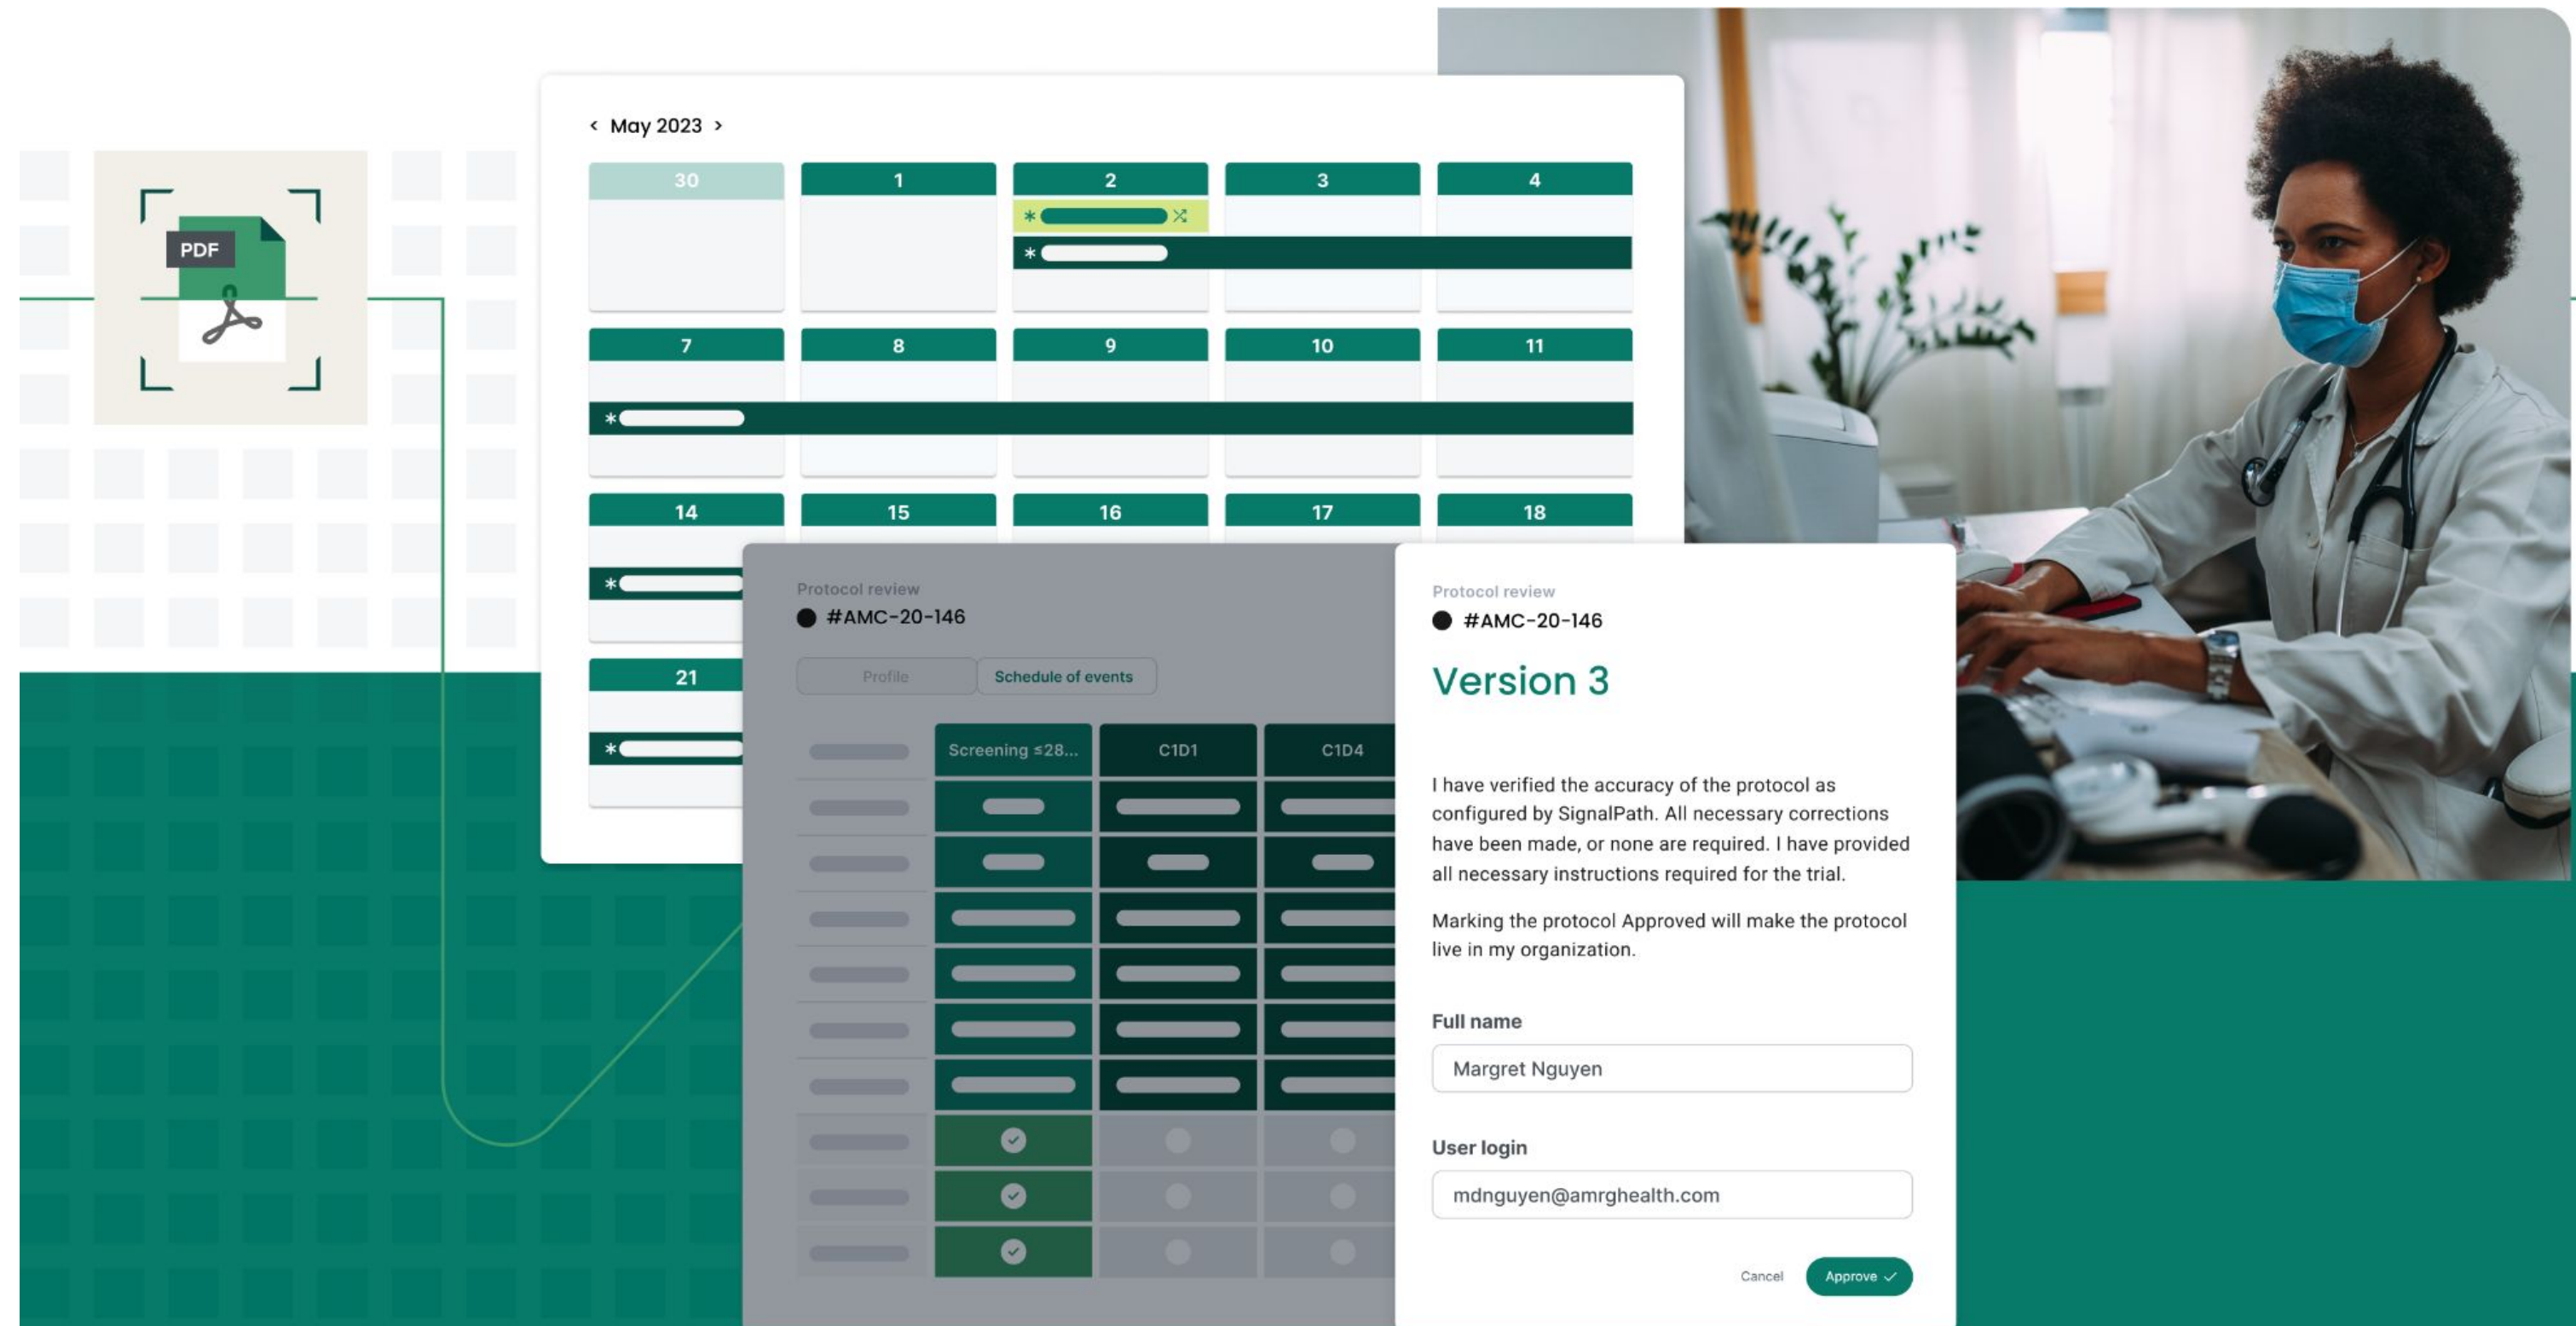 PDF
< May 2023 >
30 1 2 3 4
7 8 9 10 11
14 15 16 17 18
21
Protocol review
#AMC-20-146
Profile
Schedule of events
Screening ≤28... C1D1 C1D4
Protocol review
#AMC-20-146
Version 3
I have verified the accuracy of the protocol as
configured by SignalPath. All necessary corrections
have been made, or none are required. I have provided
all necessary instructions required for the trial.
Marking the protocol Approved will make the protocol
live in my organization.
Full name
Margret Nguyen
User login
mdnguyen@amrghealth.com
Cancel
Approve